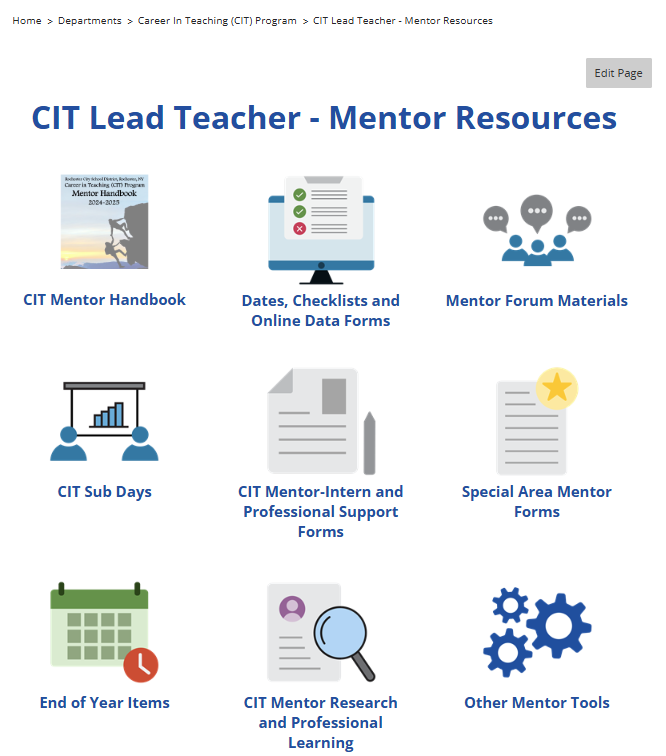 Home > Departments > Career In Teaching (CIT) Program > CIT Lead Teacher - Mentor Resources
Edit Page
CIT Lead Teacher - Mentor Resources
Rochester City School District, Rochester, NY
Career in Teaching (CIT) Program
Mentor Handbook
2024-2025
CIT Mentor Handbook
Dates, Checklists and
Online Data Forms
Mentor Forum Materials
CIT Sub Days
CIT Mentor-Intern and
Professional Support
Forms
Special Area Mentor
Forms
End of Year Items
CIT Mentor Research
and Professional
Learning
Other Mentor Tools